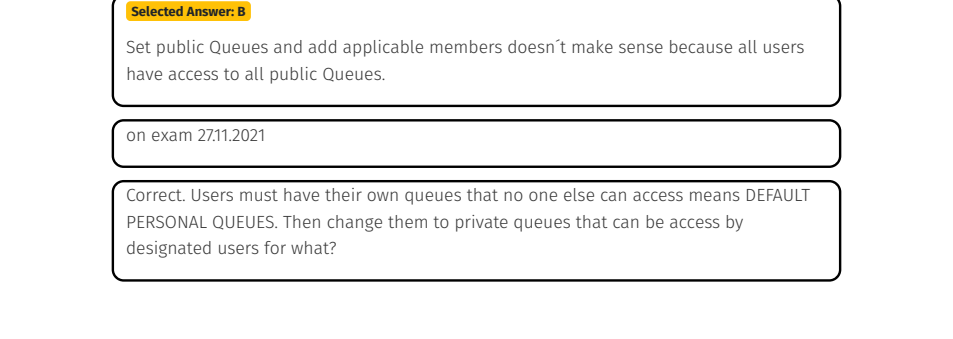 Selected Answer: B
Set public Queues and add applicable members doesn´t make sense because all users
have access to all public Queues.
on exam 27.11.2021
Correct. Users must have their own queues that no one else can access means DEFAULT
PERSONAL QUEUES. Then change them to private queues that can be access by
designated users for what?